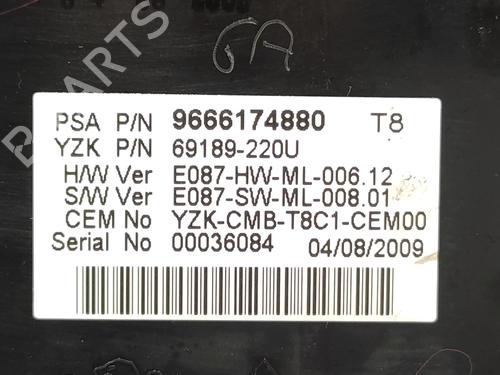 6A
PSA P/N 9666174880 T8
YZK P/N 69189-220U
H/W Ver E087-HW-ML-006.12
S/W Ver E087-SW-ML-008.01
CEM No YZK-CMB-T8C1-CEM00
Serial No 00036084 04/08/2009